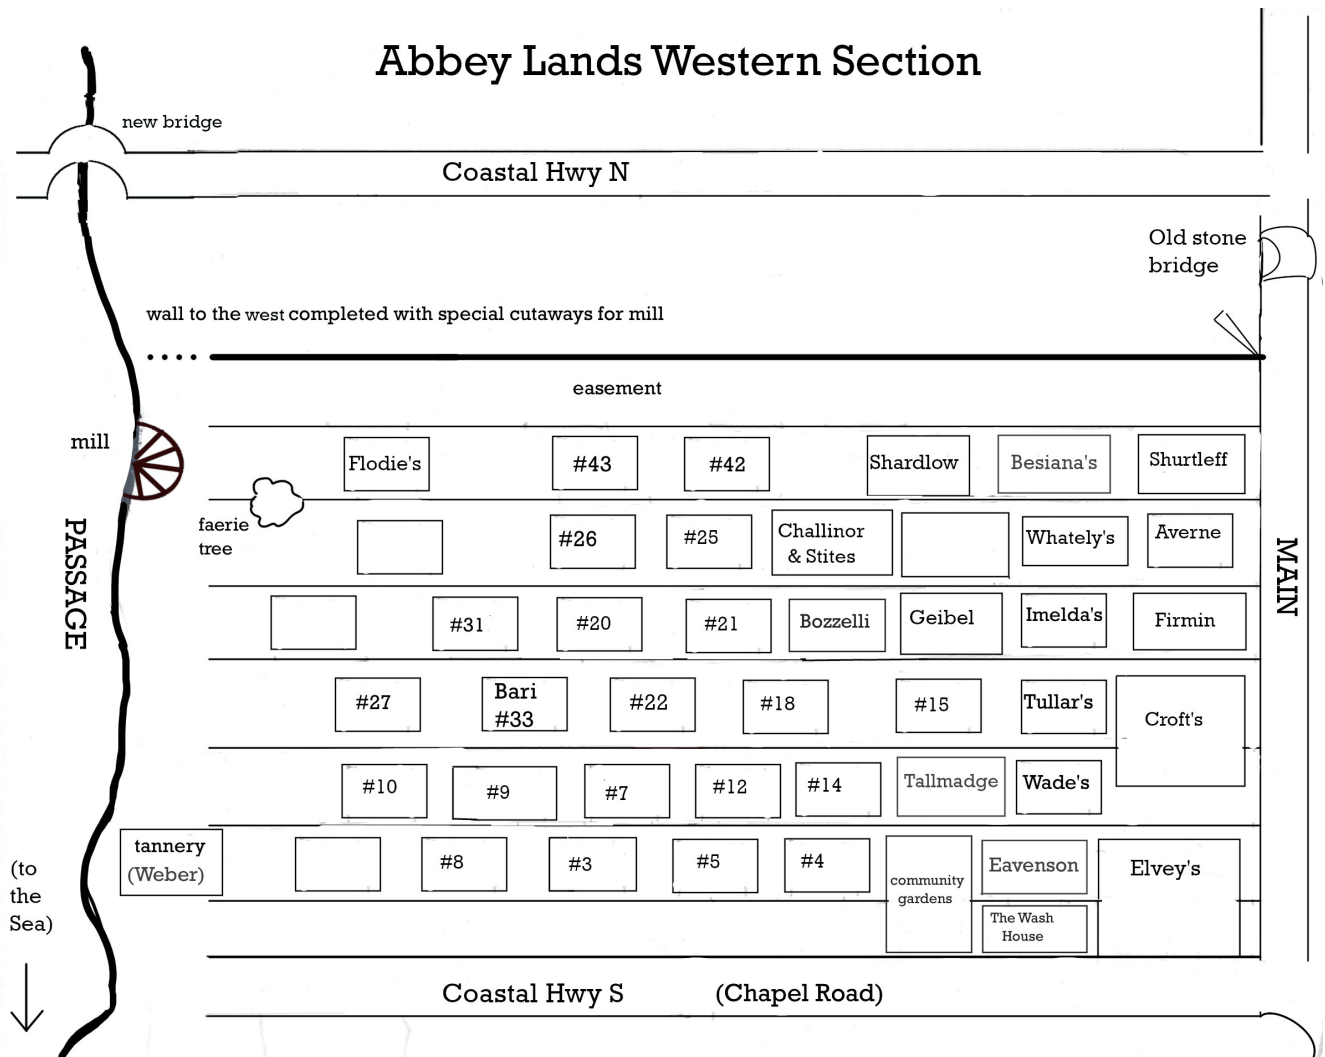 Abbey Lands Western Section
new bridge
Coastal Hwy N
Old stone
bridge
wall to the west completed with special cutaways for mill
easement
mill
Flodie's
#43
#42
Shardlow
Besiana's
Shurtleff
faerie
tree
#26
#25
Challinor
& Stites
Whately's
Averne
PASSAGE
MAIN
#31
#20
#21
Bozzelli
Geibel
Imelda's
Firmin
#27
Bari
#33
#22
#18
#15
Tullar's
Croft's
#10
#9
#7
#12
#14
Tallmadge
Wade's
tannery
(Weber)
#8
#3
#5
#4
community
gardens
Eavenson
Elvey's
The Wash
House
(to
the
Sea)
Coastal Hwy S
(Chapel Road)